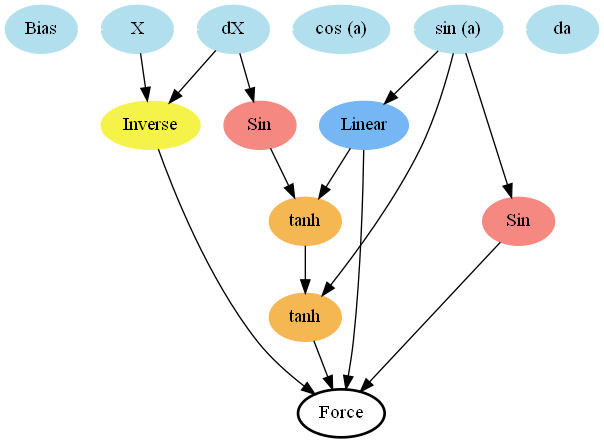 Bias
X
dX
cos (a)
sin (a)
da
Inverse
Sin
Linear
tanh
Sin
tanh
Force